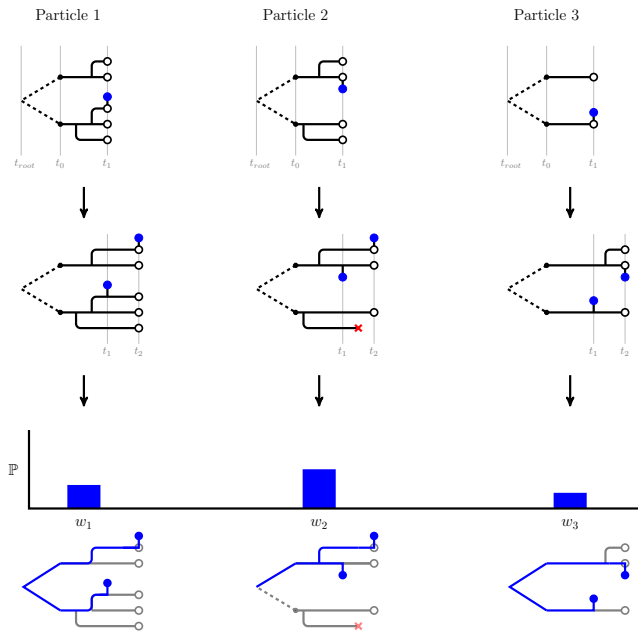 Particle 1 Particle 2 Particle 3
t_root t_0 t_1 t_root t_0 t_1 t_root t_0 t_1
t_1 t_2 t_1 t_2 t_1 t_2
ℙ
w_1 w_2 w_3